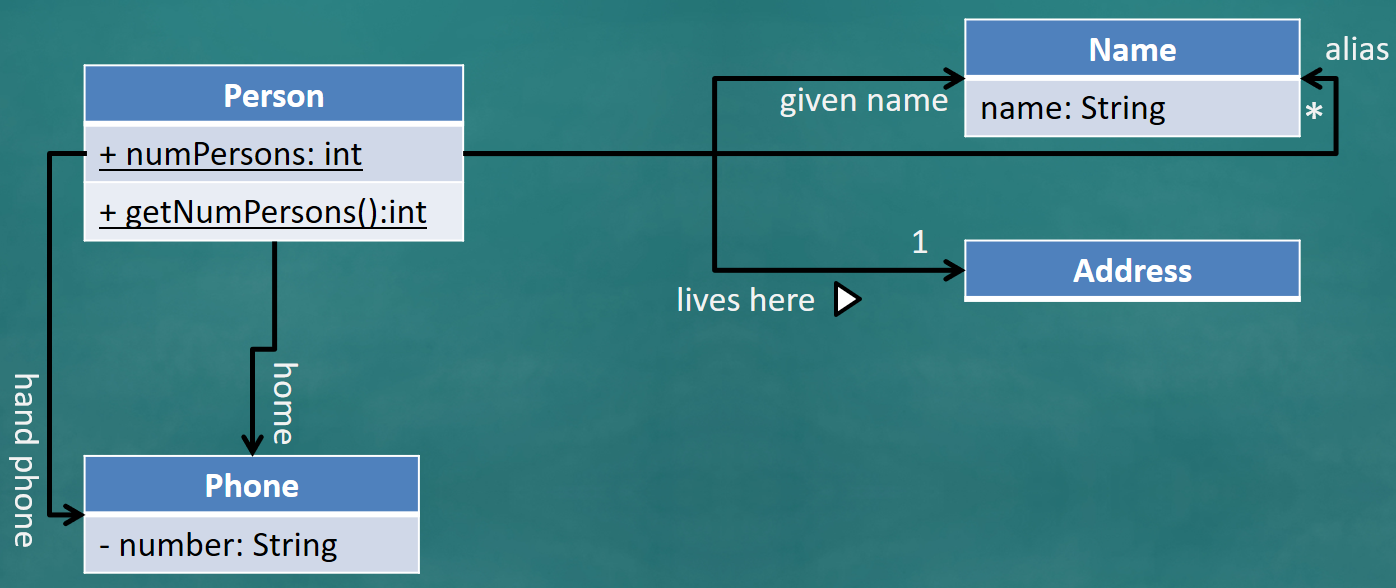 Person
+ numPersons: int
+ getNumPersons():int
given name
Name
name: String
alias
*
1
Address
lives here
hand phone
home
Phone
- number: String